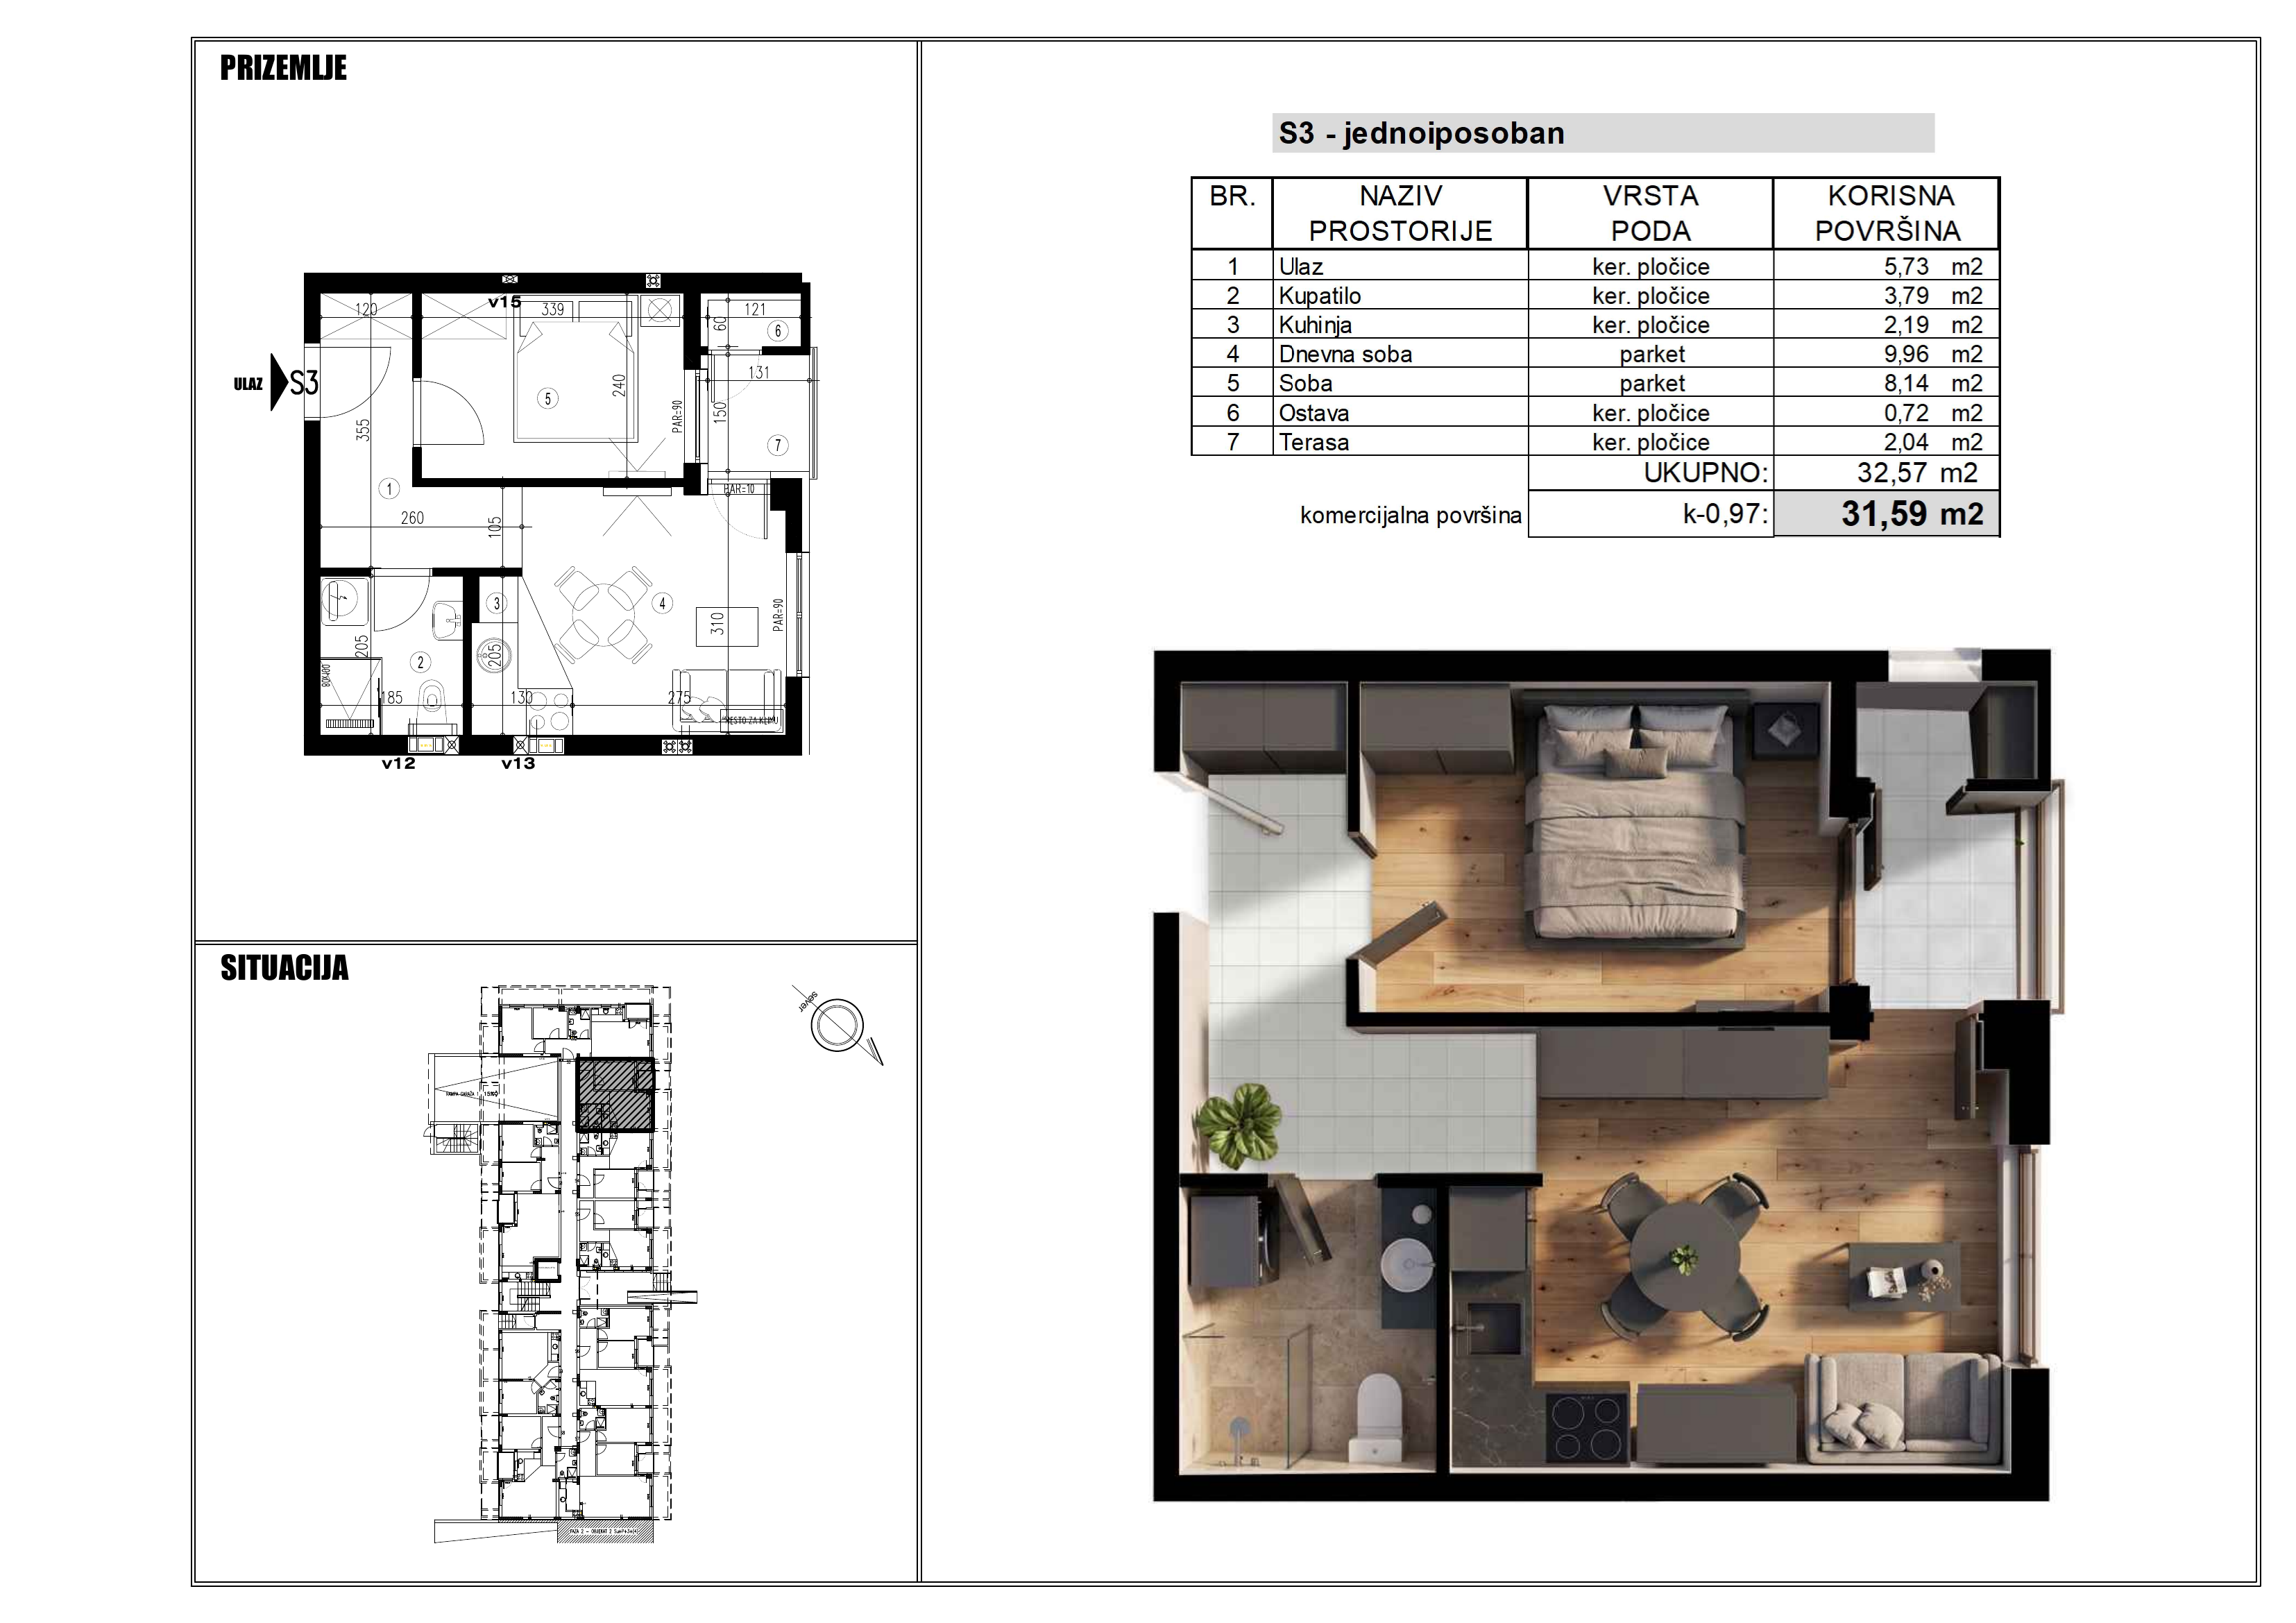 PRIZEMLJE
v15
120
339
121
60
6
131
ULAZ
S3
5
240
PAR=90
150
7
355
1
PAR=10
260
105
3
4
310
PAR=90
205
2
205
185
130
275
MESTO ZA KLIMU
v12
v13
SITUACIJA
sever
S3 - jednoiposoban
BR. NAZIV PROSTORIJE VRSTA PODA KORISNA POVRŠINA
1 Ulaz ker. pločice 5,73 m2
2 Kupatilo ker. pločice 3,79 m2
3 Kuhinja ker. pločice 2,19 m2
4 Dnevna soba parket 9,96 m2
5 Soba parket 8,14 m2
6 Ostava ker. pločice 0,72 m2
7 Terasa ker. pločice 2,04 m2
UKUPNO: 32,57 m2
komercijalna površina k-0,97: 31,59 m2